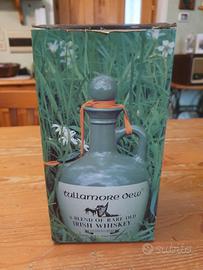 tullamore dew
A BLEND OF RARE OLD
IRISH WHISKEY
subito